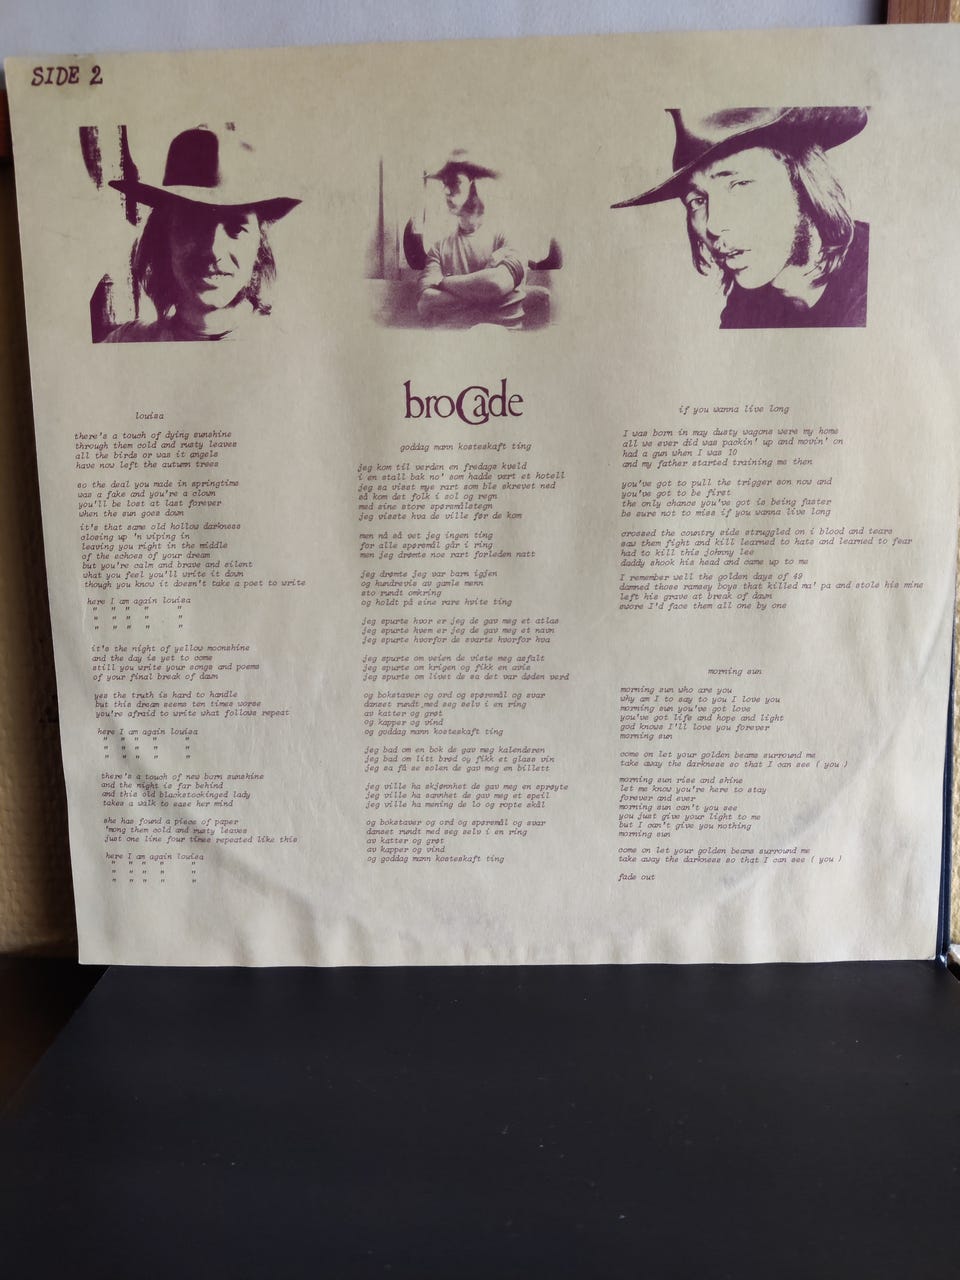 SIDE 2
louisa
there's a touch of dying sunshine
through them cold and rusty leaves
all the birds or was it angels
have now left the autumn trees
so the deal you made in springtime
was a fake and you're a clown
you'll be lost at last forever
when the sun goes down
it's that same old hollow darkness
closing up 'n wiping in
leaving you right in the middle
of the echoes of your dream
but you're calm and brave and silent
what you feel you'll write it down
though you know it doesn't take a poet to write
here I am again louisa
" " " " "
" " " " "
" " " " "
it's the night of yellow moonshine
and the day is yet to come
still you write your songs and poems
of your final break of dawn
yes the truth is hard to handle
but this dream seems ten times worse
you're afraid to write what follows repeat
here I am again louisa
" " " " "
" " " " "
" " " " "
there's a touch of new born sunshine
and the night is far behind
and this old blackstockinged lady
takes a walk to ease her mind
she has found a piece of paper
'mong them cold and rusty leaves
just one line four times repeated like this
here I am again louisa
" " " " "
" " " " "
" " " " "
brocade
goddag mann kosteskaft ting
jeg kom til verden en fredags kveld
i en stall bak no' som hadde vært et hotell
jeg sa visst mye rart som ble skrevet ned
så kom det folk i sol og regn
med sine store spørsmålstegn
jeg visste hva de ville før de kom
men nå så vet jeg ingen ting
for alle spørsmål går i ring
men jeg drømte noe rart forleden natt
jeg drømte jeg var barn igjen
og hundrevis av gamle menn
sto rundt omkring
og holdt på sine rare hvite ting
jeg spurte hvor er jeg de gav meg et atlas
jeg spurte hvem er jeg de gav meg et navn
jeg spurte hvorfor de svarte hvorfor hva
jeg spurte om veien de viste meg asfalt
jeg spurte om krigen og fikk en avis
jeg spurte om livet de sa det var døden verd
og bokstaver og ord og spørsmål og svar
danset rundt med seg selv i en ring
av katter og grøt
og kapper og vind
og goddag mann kosteskaft ting
jeg bad om en bok de gav meg kalenderen
jeg bad om litt brød og fikk et glass vin
jeg sa få se solen de gav meg en billett
jeg ville ha skjønnhet de gav meg en sprøyte
jeg ville ha sannhet de gav meg et speil
jeg ville ha mening de lo og ropte skål
og bokstaver og ord og spørsmål og svar
danset rundt med seg selv i en ring
av katter og grøt
av kapper og vind
og goddag mann kosteskaft ting
if you wanna live long
I was born in may dusty wagons were my home
all we ever did was packin' up and movin' on
had a gun when I was 10
and my father started training me then
you've got to pull the trigger son now and
you've got to be first
the only chance you've got is being faster
be sure not to miss if you wanna live long
crossed the country side struggled on i blood and tears
saw them fight and kill learned to hate and learned to fear
had to kill this johnny lee
daddy shook his head and came up to me
I remember well the golden days of 49
damned those ramsey boys that killed ma' pa and stole his mine
left his grave at break of dawn
swore I'd face them all one by one
morning sun
morning sun who are you
why am I to say to you I love you
morning sun you've got love
you've got life and hope and light
god knows I'll love you forever
morning sun
come on let your golden beams surround me
take away the darkness so that I can see ( you )
morning sun rise and shine
let me know you're here to stay
forever and ever
morning sun can't you see
you just give your light to me
but I can't give you nothing
morning sun
come on let your golden beams surround me
take away the darkness so that I can see ( you )
fade out